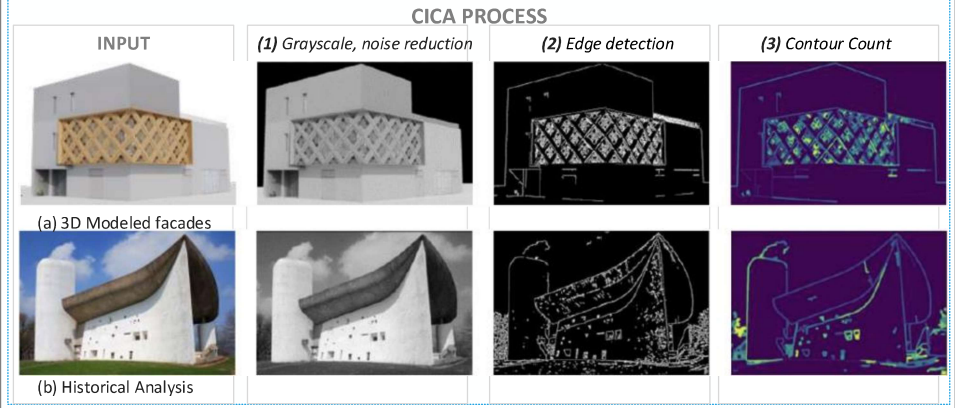 CICA PROCESS
INPUT
(1) Grayscale, noise reduction
(2) Edge detection
(3) Contour Count
(a) 3D Modeled facades
(b) Historical Analysis